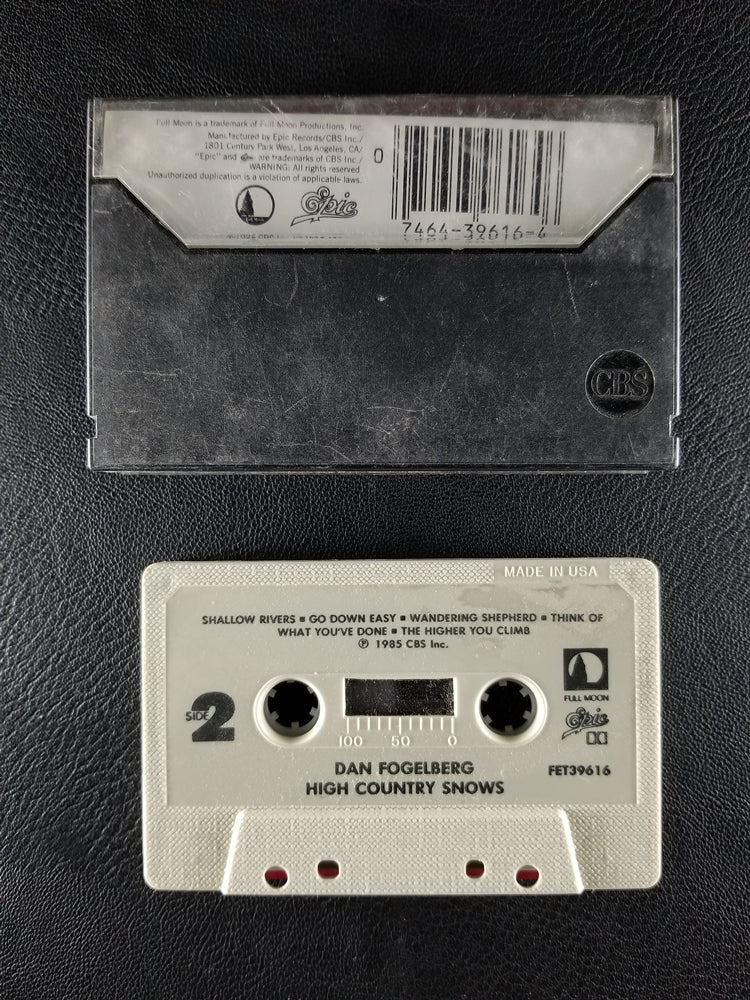 Full Moon is a trademark of Full Moon Productions, Inc.
Manufactured by Epic Records/CBS Inc./
1801 Century Park West, Los Angeles, CA/
"Epic" and are trademarks of CBS Inc./
WARNING: All rights reserved.
Unauthorized duplication is a violation of applicable laws.
0
Epic
7464-39616-4
CBS
MADE IN USA
SHALLOW RIVERS ▪ GO DOWN EASY ▪ WANDERING SHEPHERD ▪ THINK OF
WHAT YOU'VE DONE ▪ THE HIGHER YOU CLIMB
℗ 1985 CBS Inc.
FULL MOON
SIDE 2
Epic
100 50 0
DAN FOGELBERG
HIGH COUNTRY SNOWS
FET39616